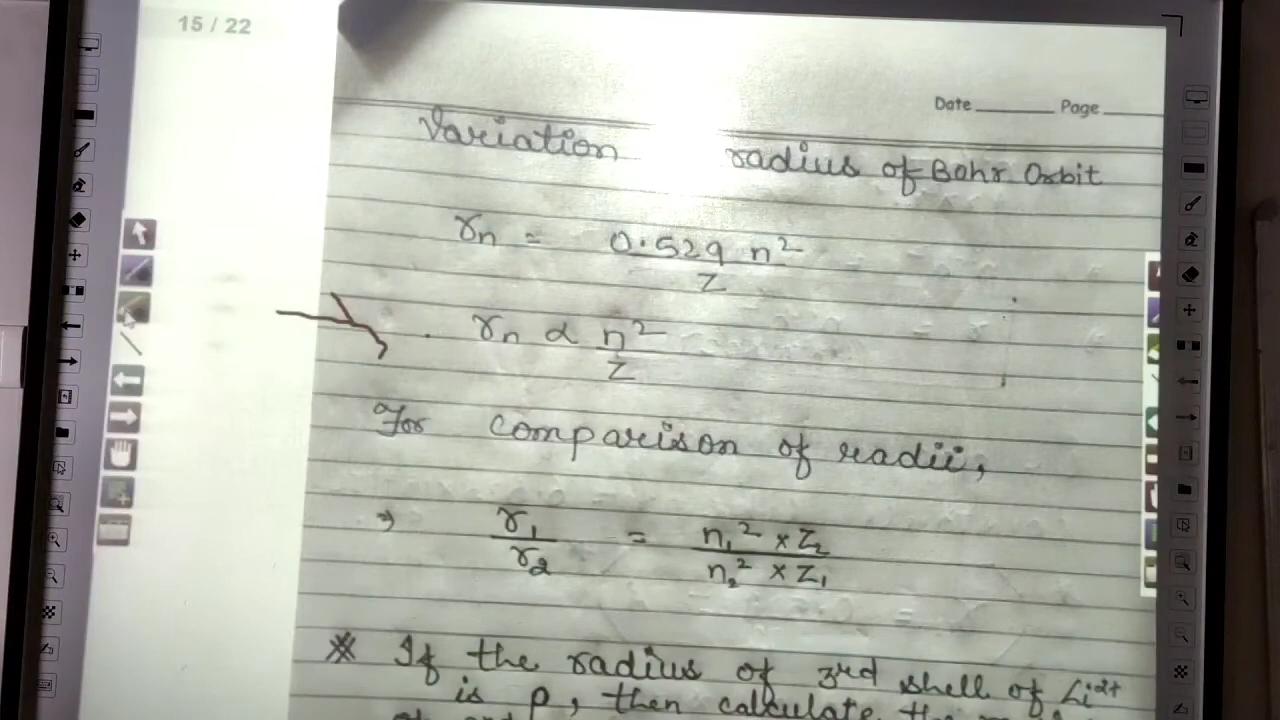 15 / 22
Date Page
Variation radius of Bohr Orbit
rn = 0.529 n²
Z
rn ∝ n²
Z
For comparison of radii,
⇒ r₁ = n₁² × Z₂
r₂ n₂² × Z₁
* If the radius of 3rd shell of Li²⁺
is p, then calculate the